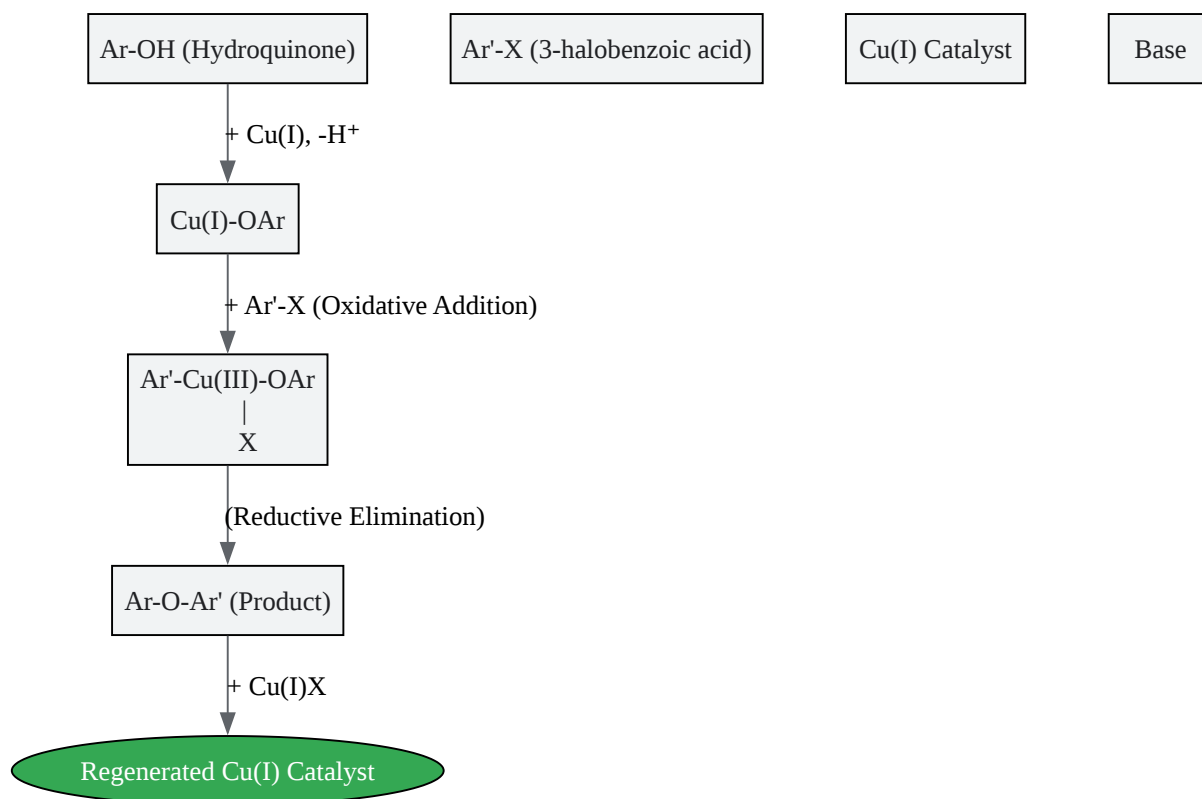 Ar-OH (Hydroquinone)
Ar'-X (3-halobenzoic acid)
Cu(I) Catalyst
Base
+ Cu(I), -H⁺
Cu(I)-OAr
+ Ar'-X (Oxidative Addition)
Ar'-Cu(III)-OAr
|
X
(Reductive Elimination)
Ar-O-Ar' (Product)
+ Cu(I)X
Regenerated Cu(I) Catalyst